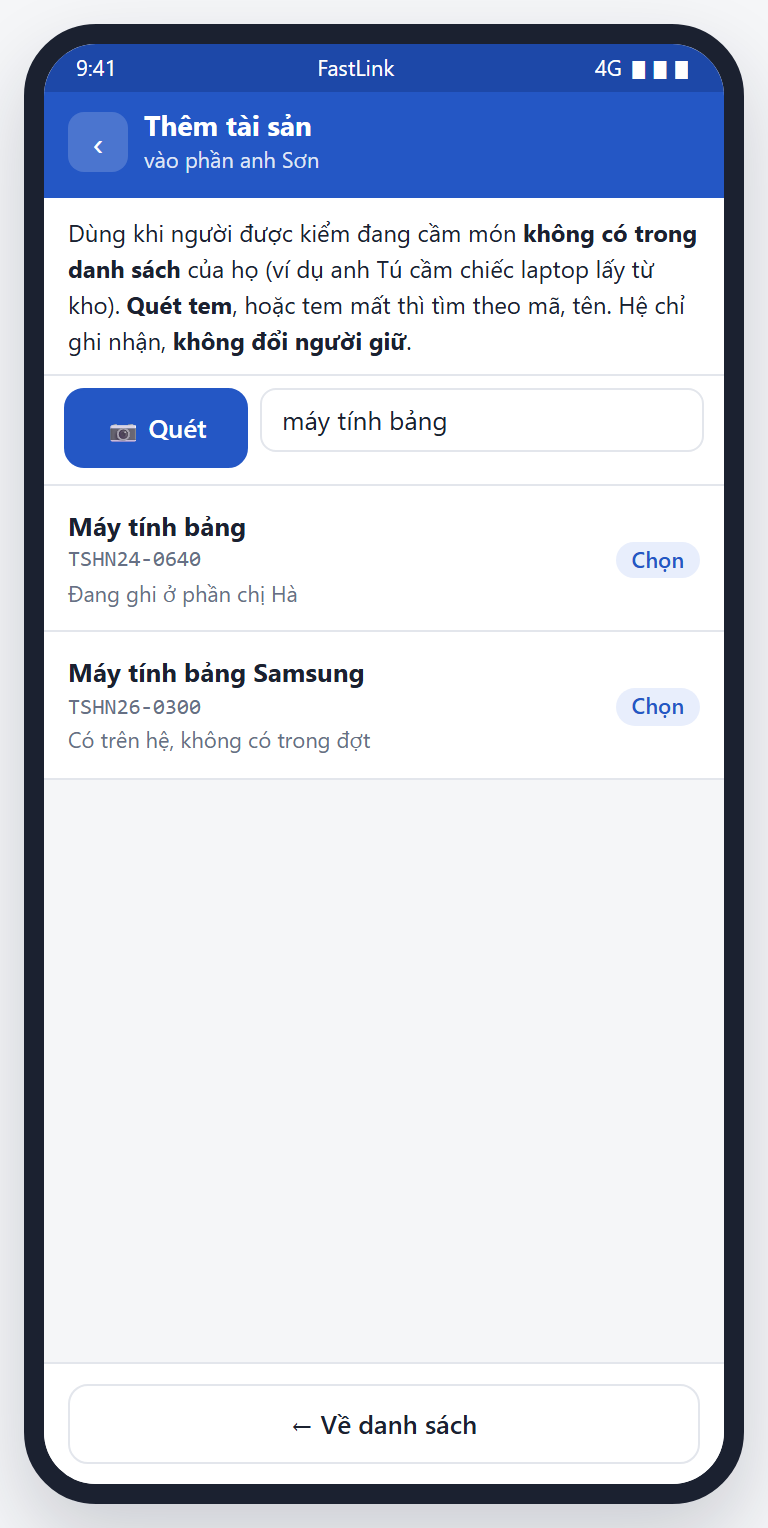 9:41 FastLink 4G
‹
Thêm tài sản
vào phần anh Sơn
Dùng khi người được kiểm đang cầm món không có trong
danh sách của họ (ví dụ anh Tú cầm chiếc laptop lấy từ
kho). Quét tem, hoặc tem mất thì tìm theo mã, tên. Hệ chỉ
ghi nhận, không đổi người giữ.
📷 Quét
máy tính bảng
Máy tính bảng
TSHN24-0640
Đang ghi ở phần chị Hà
Chọn
Máy tính bảng Samsung
TSHN26-0300
Có trên hệ, không có trong đợt
Chọn
← Về danh sách